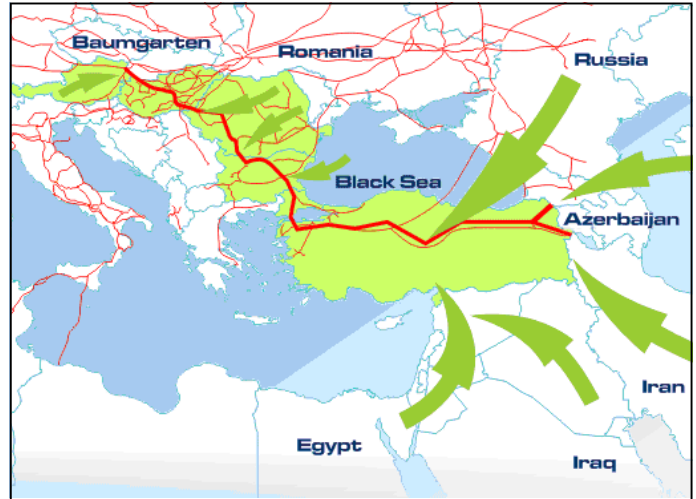 Baumgarten
Romania
Russia
Black Sea
Azerbaijan
Iran
Egypt
Iraq